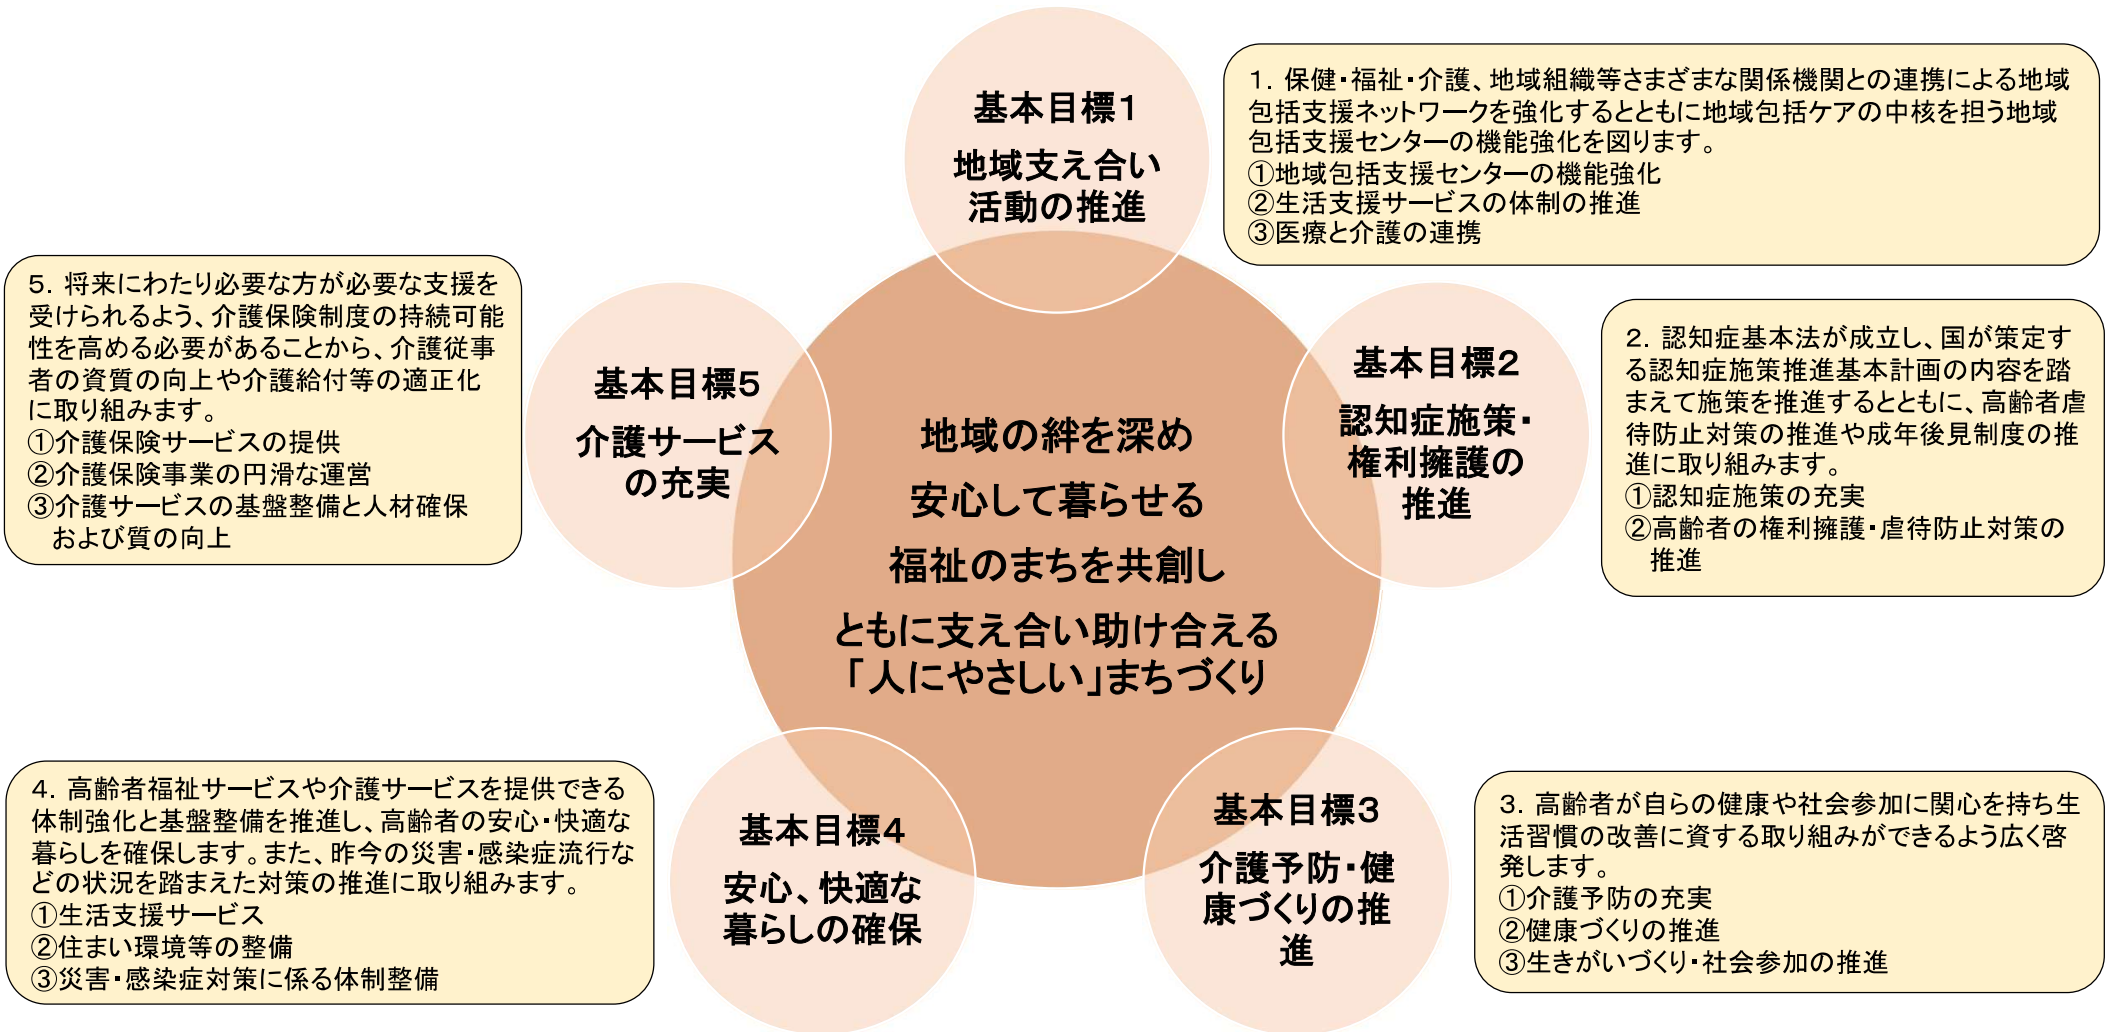 基本目標1
地域支え合い
活動の推進
1．保健・福祉・介護、地域組織等さまざまな関係機関との連携による地域
包括支援ネットワークを強化するとともに地域包括ケアの中核を担う地域
包括支援センターの機能強化を図ります。
①地域包括支援センターの機能強化
②生活支援サービスの体制の推進
③医療と介護の連携
基本目標2
認知症施策・
権利擁護の
推進
2．認知症基本法が成立し、国が策定す
る認知症施策推進基本計画の内容を踏
まえて施策を推進するとともに、高齢者虐
待防止対策の推進や成年後見制度の推
進に取り組みます。
①認知症施策の充実
②高齢者の権利擁護・虐待防止対策の
推進
基本目標3
介護予防・健
康づくりの推
進
3．高齢者が自らの健康や社会参加に関心を持ち生
活習慣の改善に資する取り組みができるよう広く啓
発します。
①介護予防の充実
②健康づくりの推進
③生きがいづくり・社会参加の推進
基本目標4
安心、快適な
暮らしの確保
4．高齢者福祉サービスや介護サービスを提供できる
体制強化と基盤整備を推進し、高齢者の安心・快適な
暮らしを確保します。また、昨今の災害・感染症流行な
どの状況を踏まえた対策の推進に取り組みます。
①生活支援サービス
②住まい環境等の整備
③災害・感染症対策に係る体制整備
基本目標5
介護サービス
の充実
5．将来にわたり必要な方が必要な支援を
受けられるよう、介護保険制度の持続可能
性を高める必要があることから、介護従事
者の資質の向上や介護給付等の適正化
に取り組みます。
①介護保険サービスの提供
②介護保険事業の円滑な運営
③介護サービスの基盤整備と人材確保
および質の向上
地域の絆を深め
安心して暮らせる
福祉のまちを共創し
ともに支え合い助け合える
「人にやさしい」まちづくり